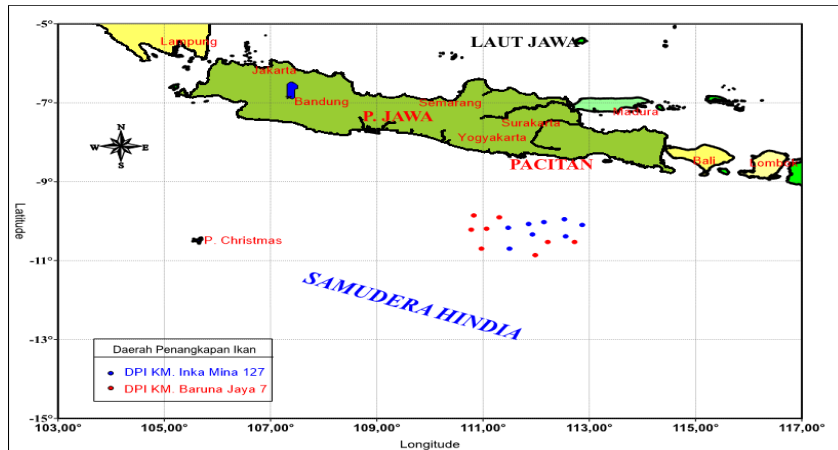 -5°
-7°
-9°
-11°
-13°
-15°
Latitude
Lampung
LAUT JAWA
Jakarta
Bandung
Semarang
P. JAWA
Madura
Surakarta
Yogyakarta
PACITAN
Bali
Lombok
N
W E
S
P. Christmas
SAMUDERA HINDIA
Daerah Penangkapan Ikan
DPI KM. Inka Mina 127
DPI KM. Baruna Jaya 7
103,00° 105,00° 107,00° 109,00° 111,00° 113,00° 115,00° 117,00°
Longitude